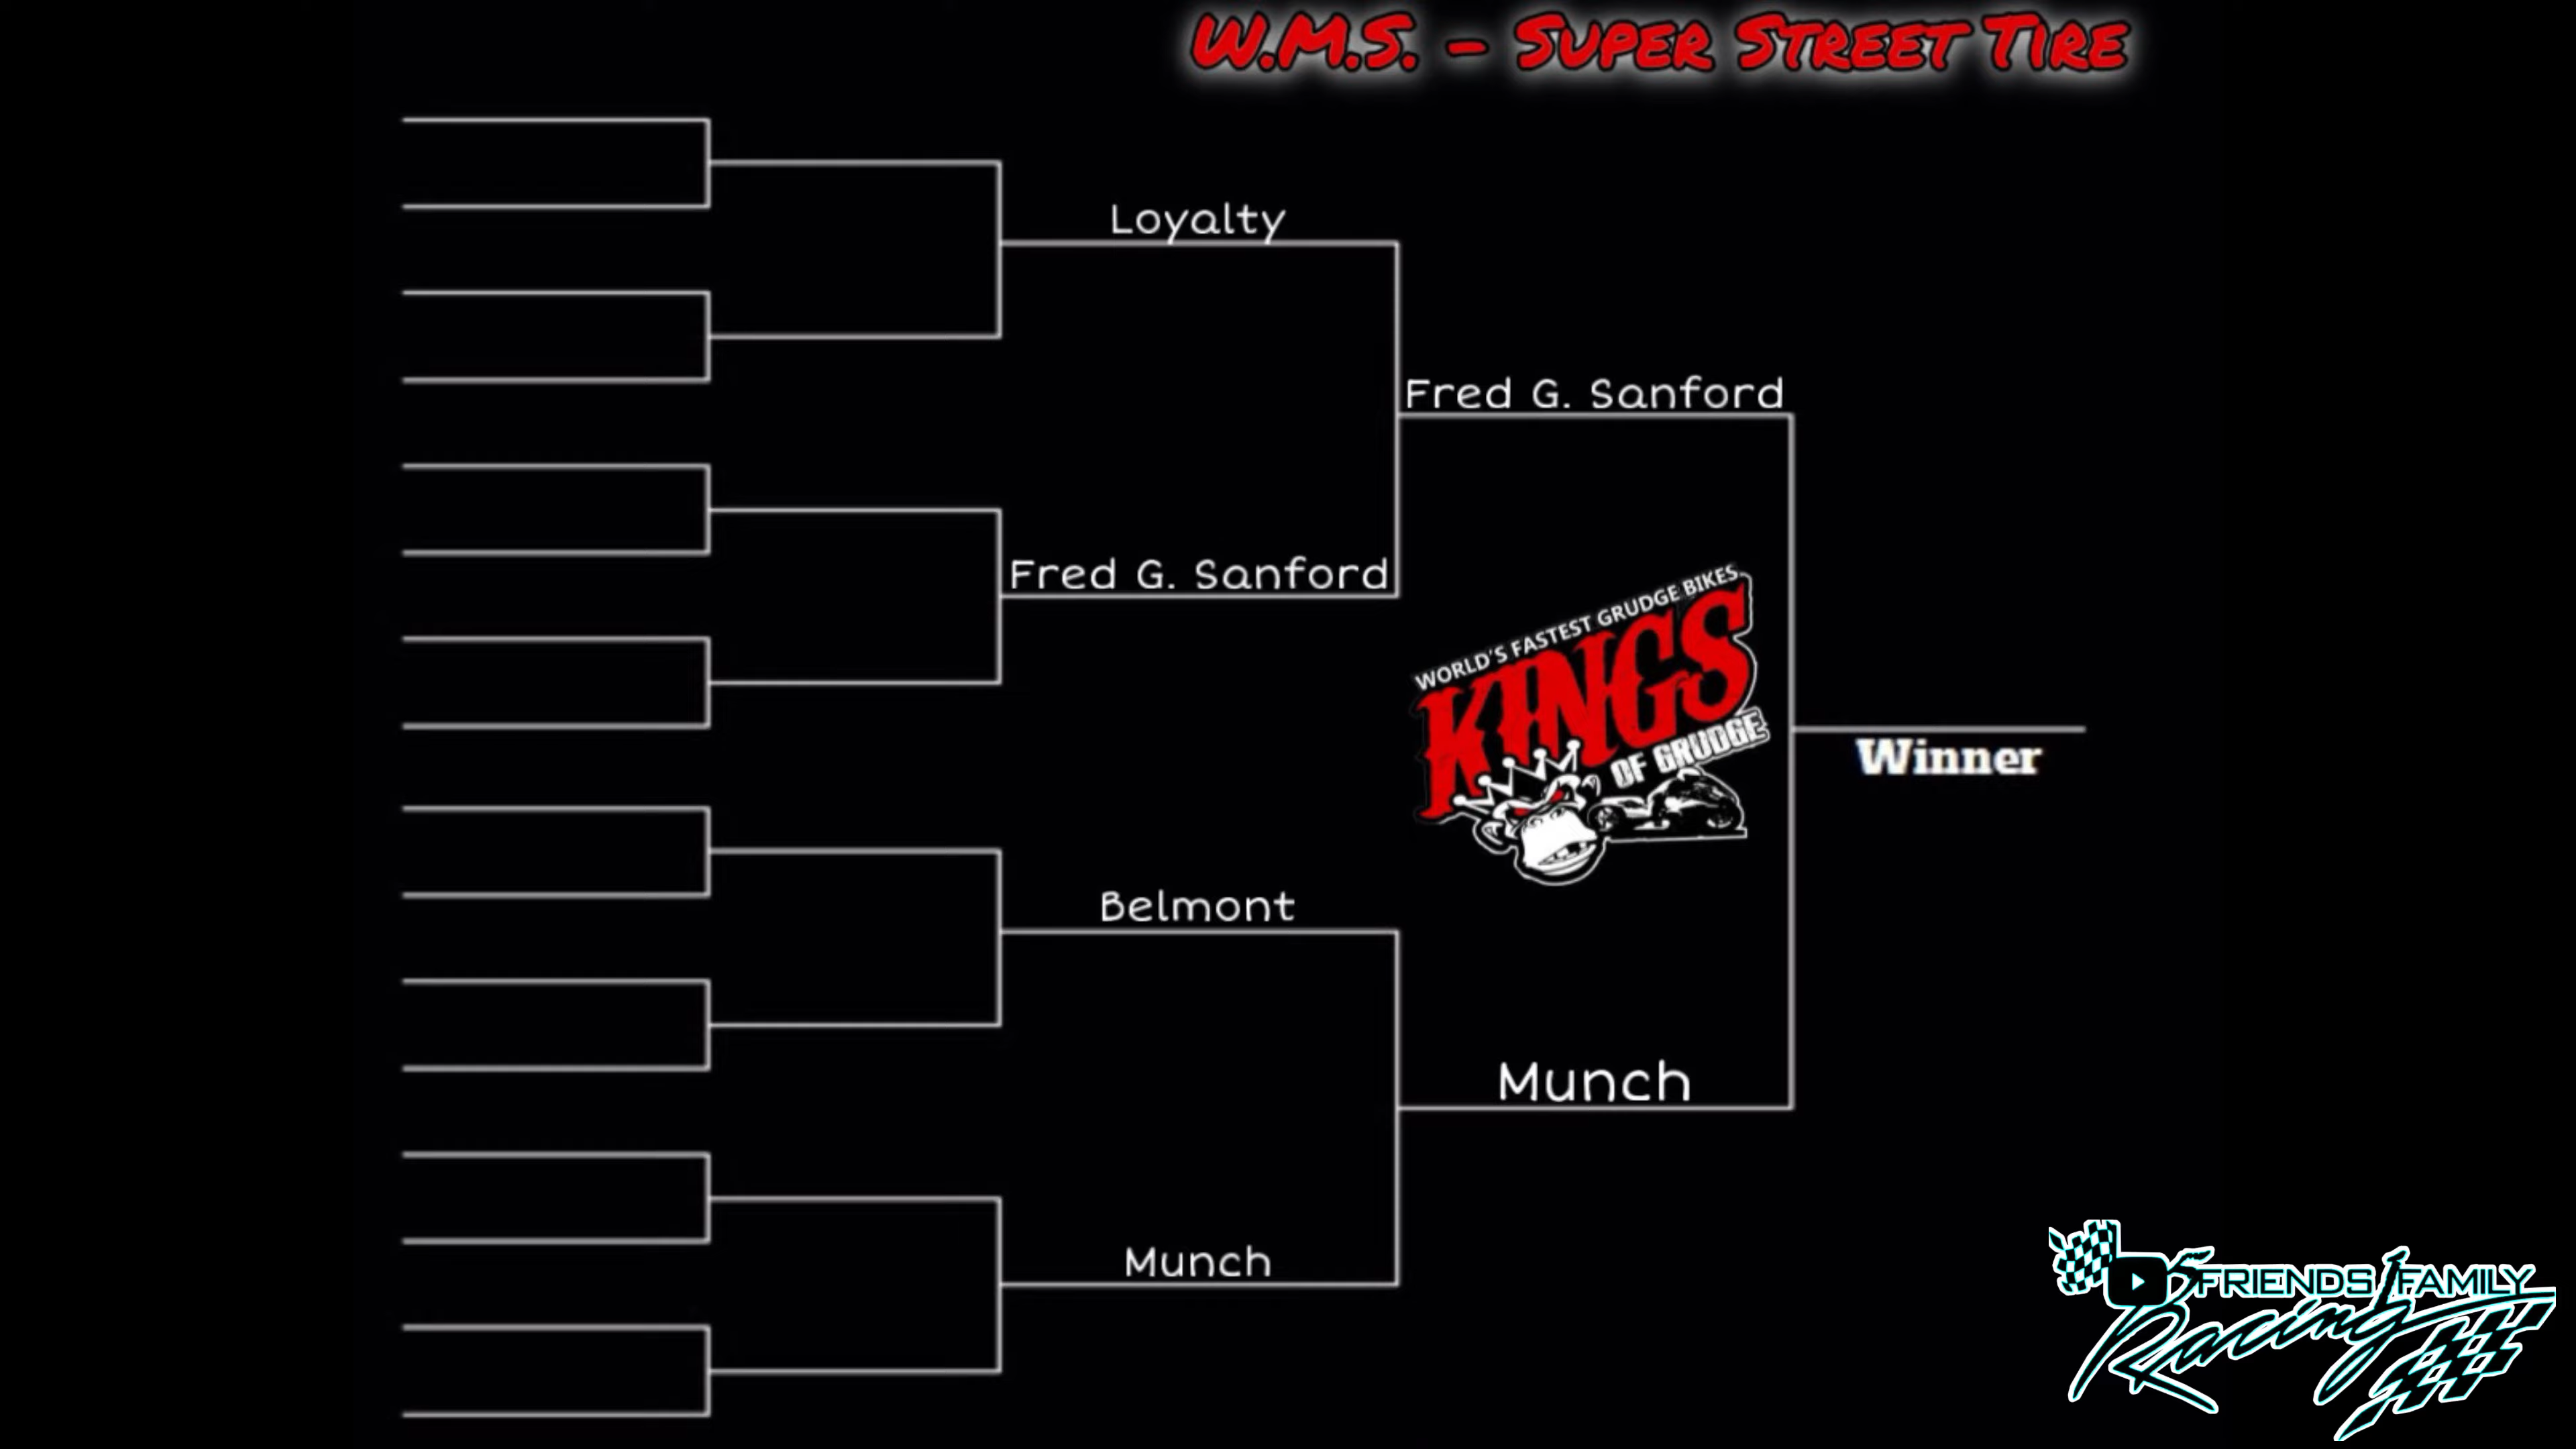 W.M.S. - SUPER STREET TIRE
Loyalty
Fred G. Sanford
Fred G. Sanford
WORLD'S FASTEST GRUDGE BIKES
KINGS
OF GRUDGE
Winner
Belmont
Munch
Munch
FRIENDS FAMILY
Racing